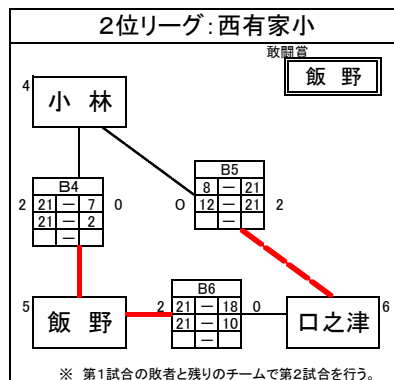 ２位リーグ：西有家小
敢闘賞
飯 野
4
小 林
B4
2 21 － 7 0
21 － 2
－
B5
8 － 21
0 12 － 21 2
－
B6
5 飯 野 2 21 － 18 0 口之津 6
21 － 10
－
※ 第1試合の敗者と残りのチームで第2試合を行う。